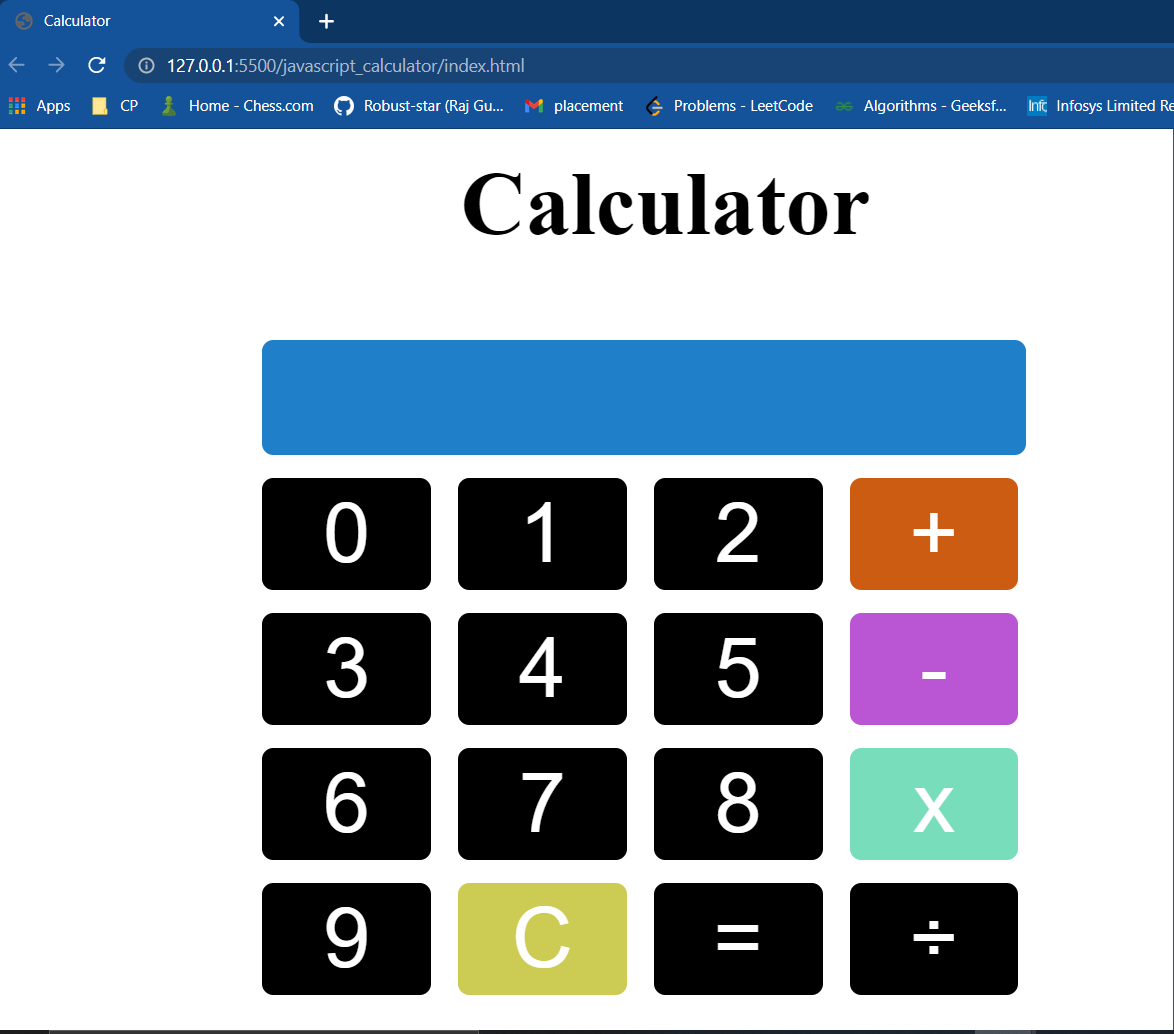 Calculator
127.0.0.1:5500/javascript_calculator/index.html
Apps CP Home - Chess.com Robust-star (Raj Gu... placement Problems - LeetCode Algorithms - Geeksf... Infc Infosys Limited Re
Calculator
0 1 2 +
3 4 5 -
6 7 8 x
9 C = ÷